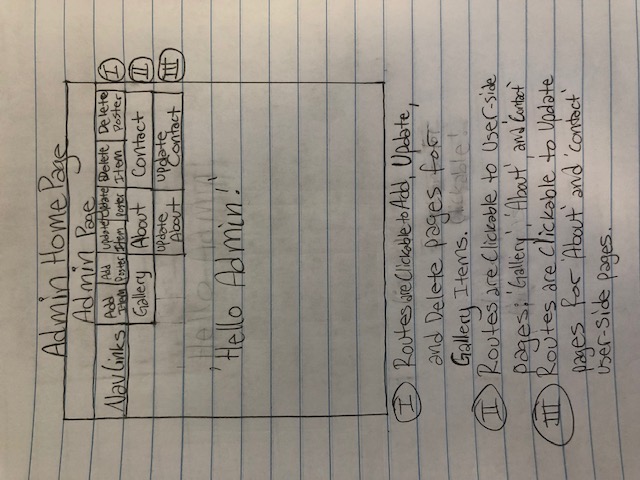 Admin Home Page
Admin Page
Nav Links
Add Item
Add Poster
Update Item
Update Poster
Delete Item
Delete Poster
I
Gallery
About
Contact
II
Update About
Update Contact
III
'Hello Admin!'
I Routes are Clickable to Add, Update,
and Delete pages for
Gallery Items. Clickable!
II Routes are Clickable to User-side
pages; 'Gallery', 'About' and 'Contact'
III Routes are Clickable to Update
pages for 'About' and 'contact'
user-side pages.